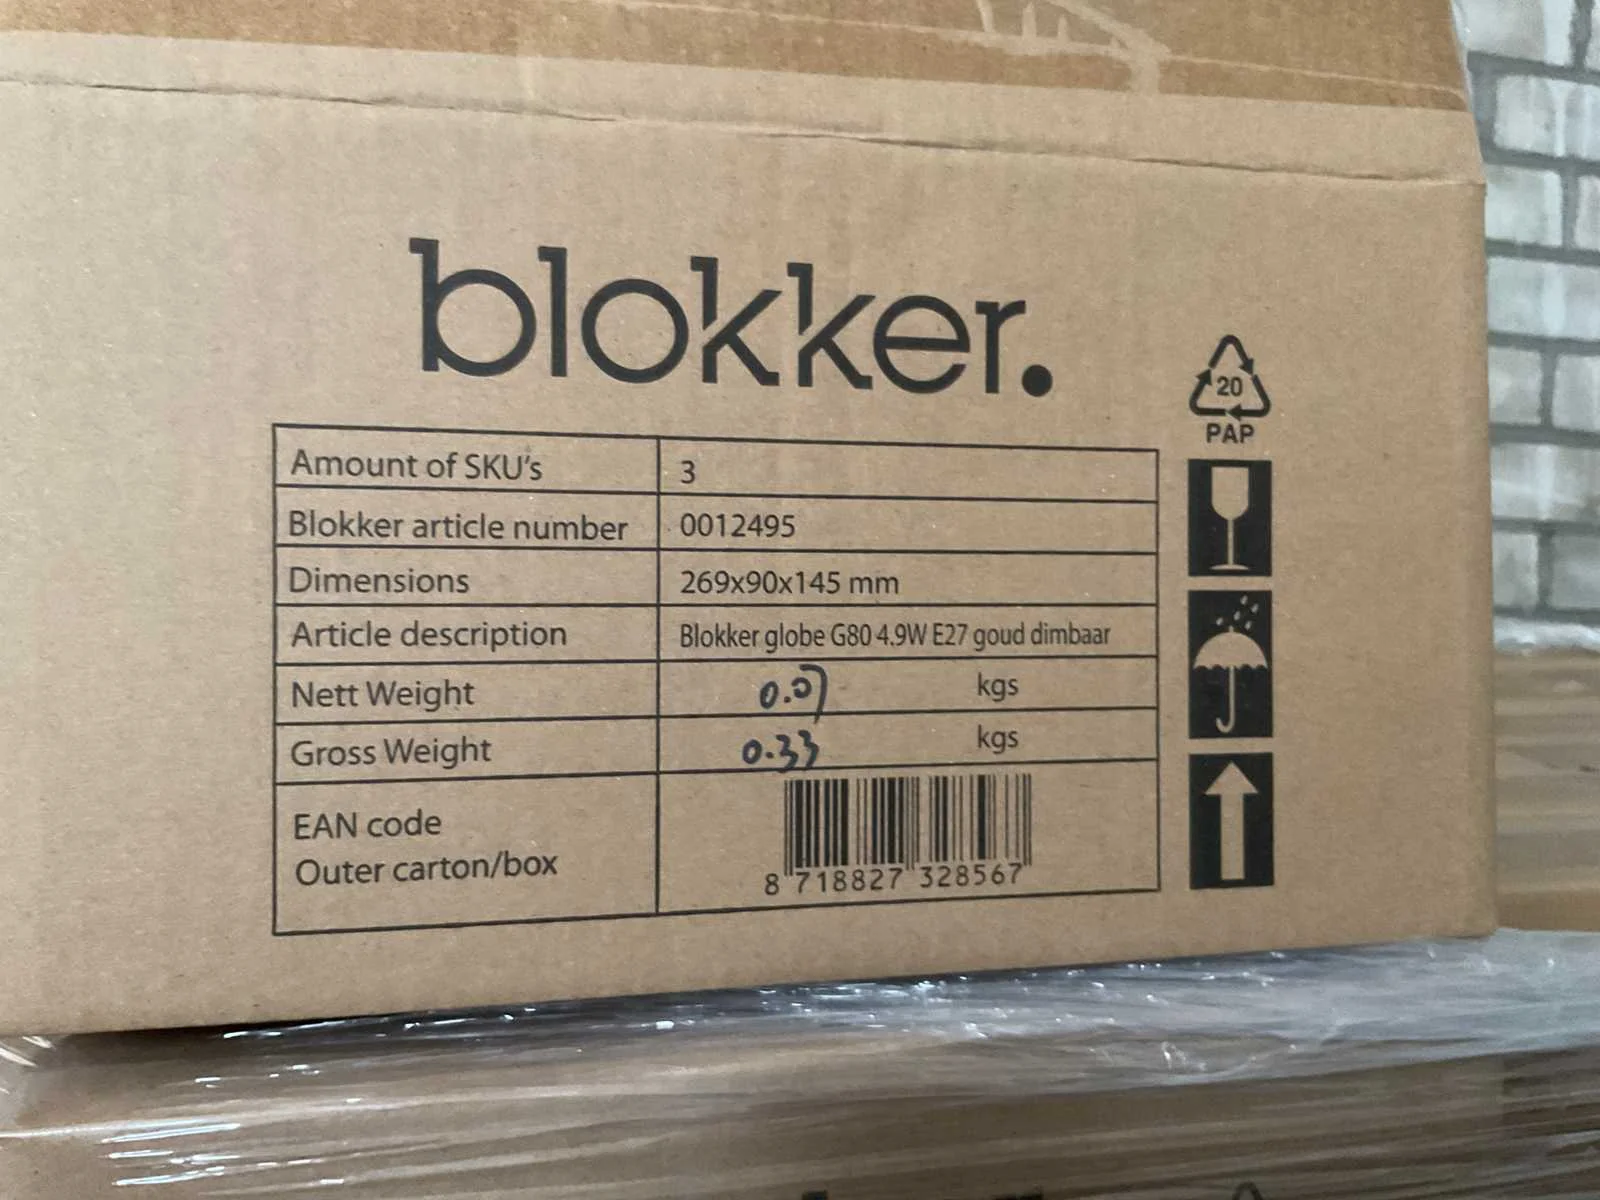 blokker.
20
PAP
Amount of SKU's 3
Blokker article number 0012495
Dimensions 269x90x145 mm
Article description Blokker globe G80 4.9W E27 goud dimbaar
Nett Weight 0.07 kgs
Gross Weight 0.33 kgs
EAN code
Outer carton/box
8 718827 328567